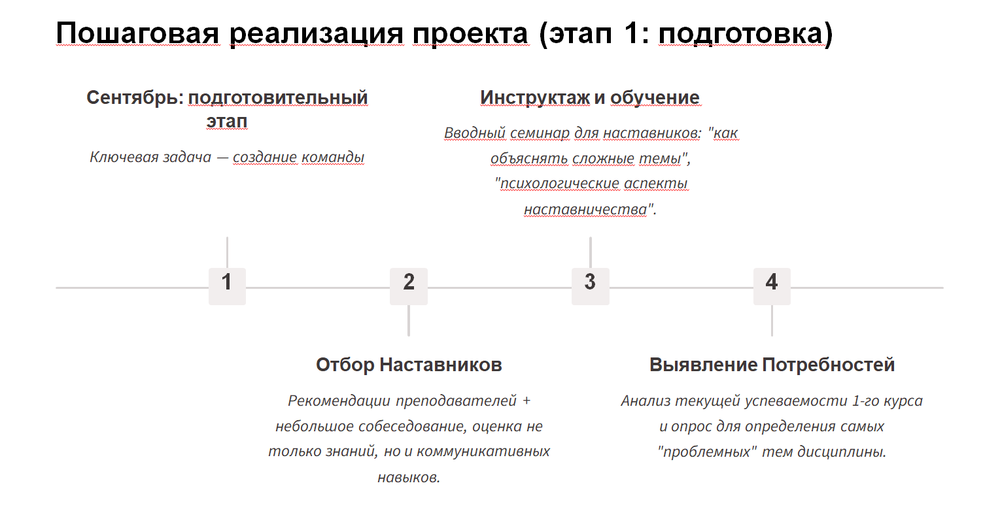 Пошаговая реализация проекта (этап 1: подготовка)
Сентябрь: подготовительный
этап
Ключевая задача — создание команды
Инструктаж и обучение
Вводный семинар для наставников: "как
объяснять сложные темы",
"психологические аспекты
наставничества".
1
2
3
4
Отбор Наставников
Рекомендации преподавателей +
небольшое собеседование, оценка не
только знаний, но и коммуникативных
навыков.
Выявление Потребностей
Анализ текущей успеваемости 1-го курса
и опрос для определения самых
"проблемных" тем дисциплины.